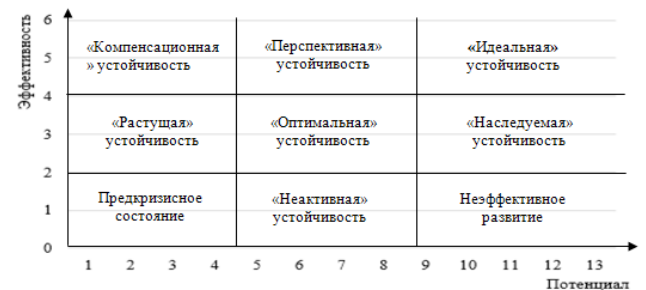 Эффективность
6
«Компенсационная
» устойчивость
«Перспективная»
устойчивость
«Идеальная»
устойчивость
5
4
«Растущая»
устойчивость
«Оптимальная»
устойчивость
«Наследуемая»
устойчивость
3
2
Предкризисное
состояние
«Неактивная»
устойчивость
Неэффективное
развитие
1
0
1 2 3 4 5 6 7 8 9 10 11 12 13
Потенциал